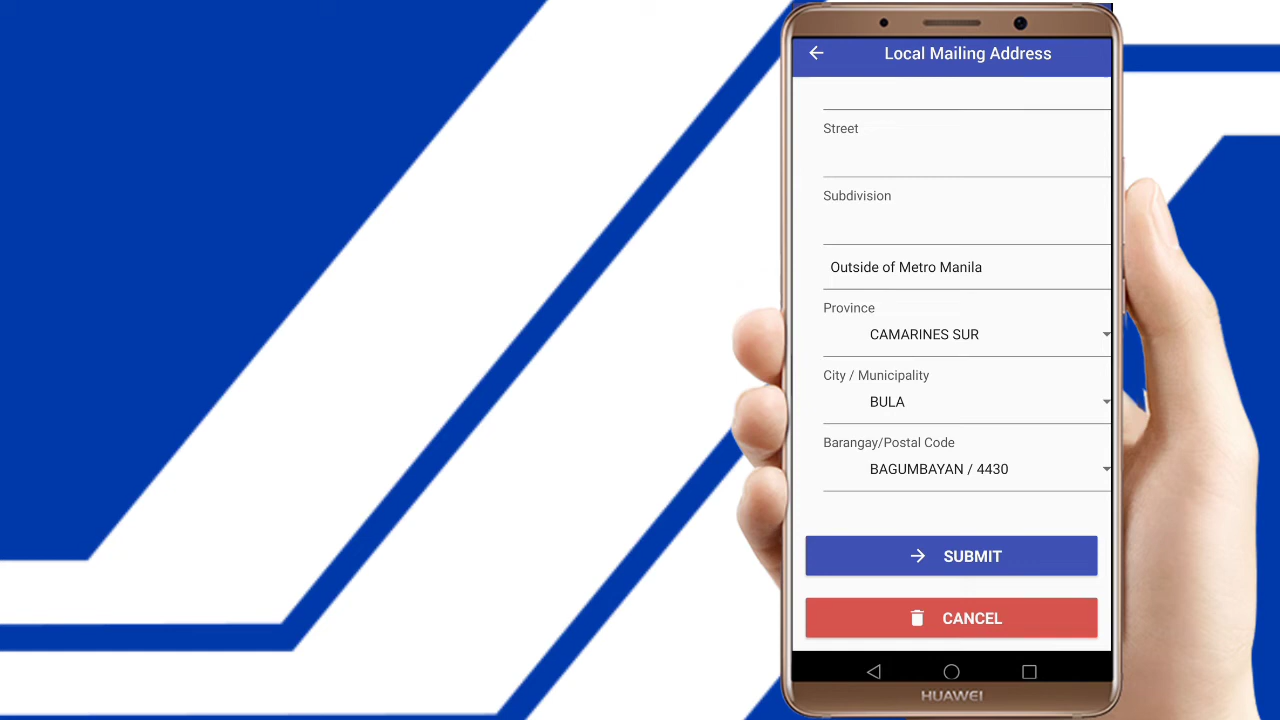 Local Mailing Address
Street
Subdivision
Outside of Metro Manila
Province
CAMARINES SUR
City / Municipality
BULA
Barangay/Postal Code
BAGUMBAYAN / 4430
SUBMIT
CANCEL
HUAWEI